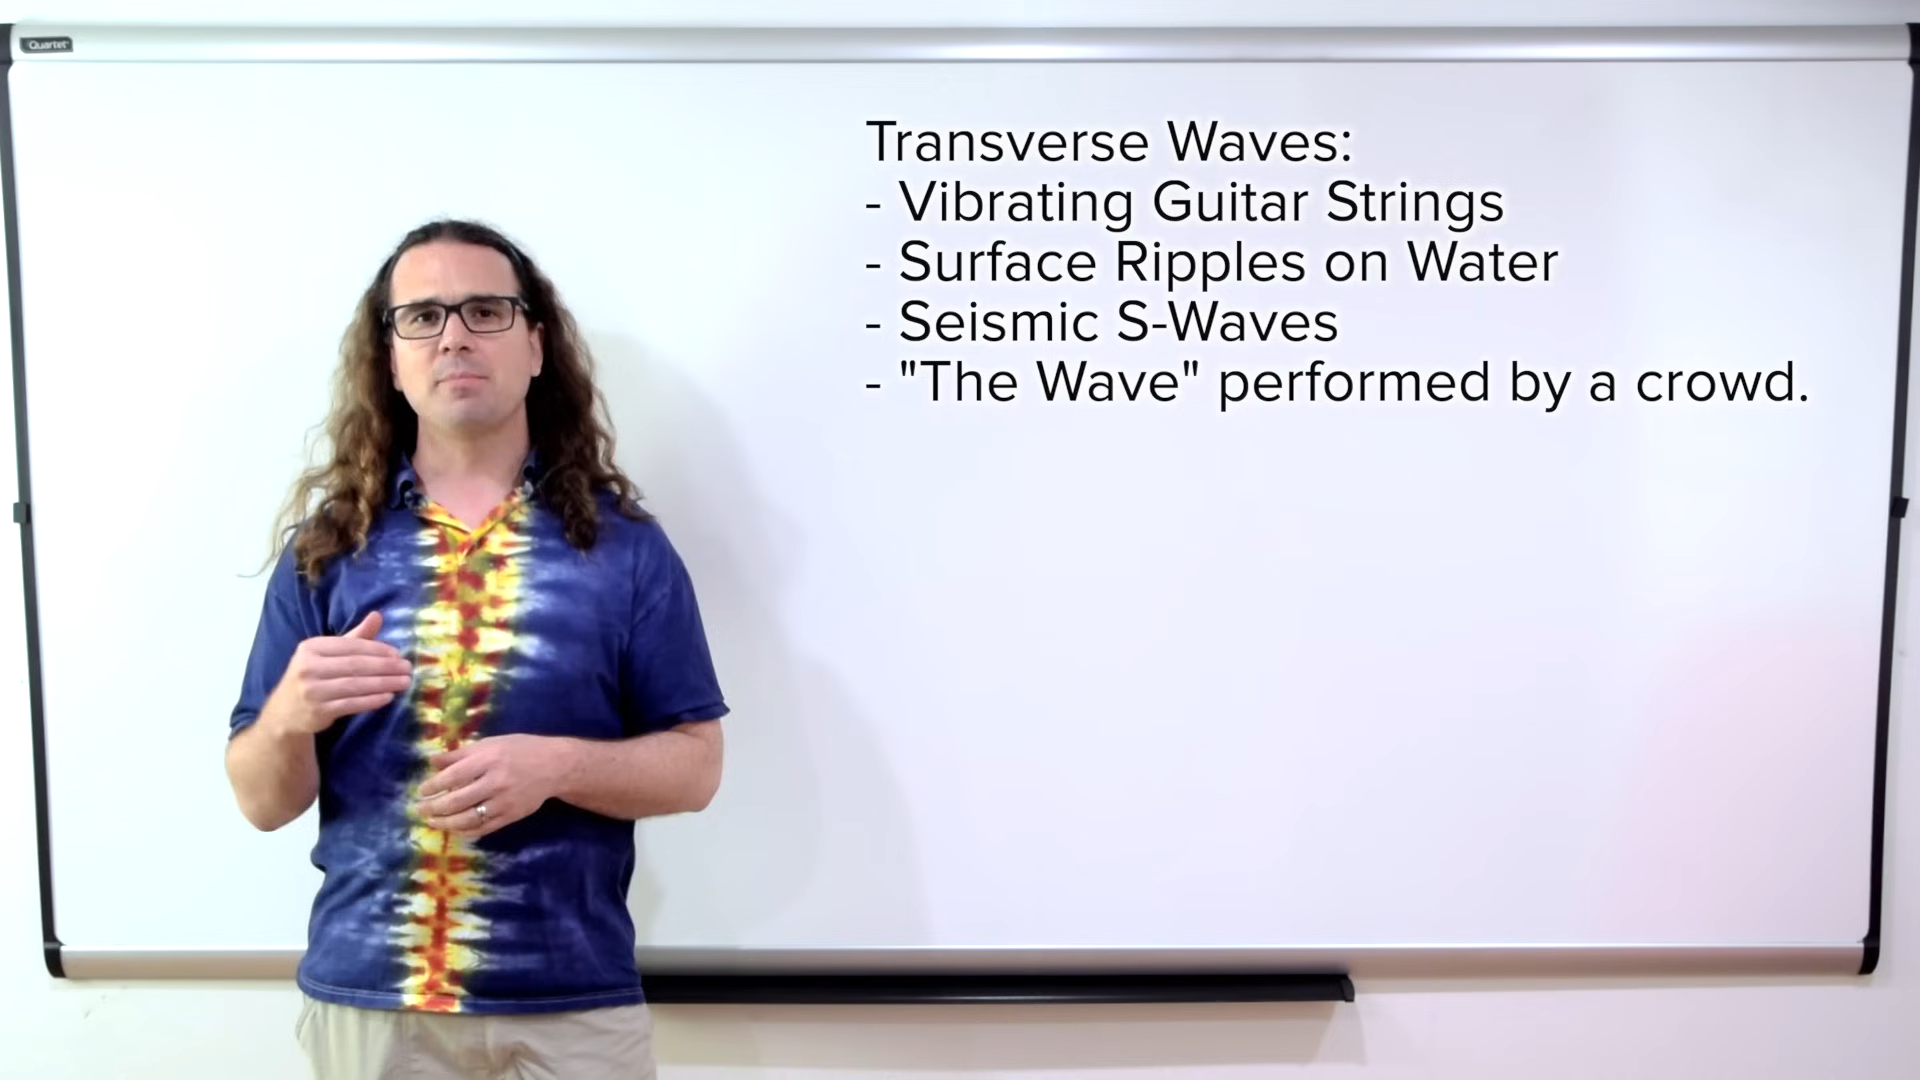 Quartet
Transverse Waves:
- Vibrating Guitar Strings
- Surface Ripples on Water
- Seismic S-Waves
- "The Wave" performed by a crowd.